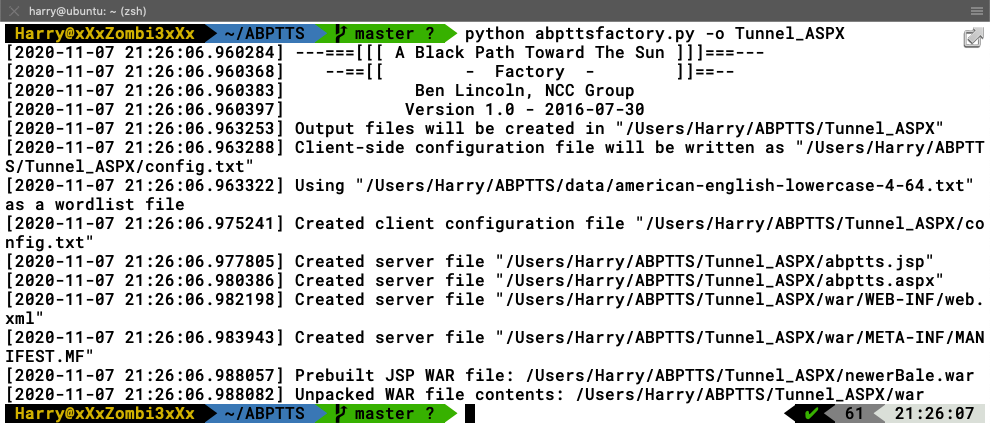 harry@ubuntu: ~ (zsh)
Harry@xXxZombi3xXx ~/ABPTTS master ? python abpttsfactory.py -o Tunnel_ASPX
[2020-11-07 21:26:06.960284] ---===[[[ A Black Path Toward The Sun ]]]===---
[2020-11-07 21:26:06.960368]    --==[[        -  Factory  -        ]]==--
[2020-11-07 21:26:06.960383]             Ben Lincoln, NCC Group
[2020-11-07 21:26:06.960397]            Version 1.0 - 2016-07-30
[2020-11-07 21:26:06.963253] Output files will be created in "/Users/Harry/ABPTTS/Tunnel_ASPX"
[2020-11-07 21:26:06.963288] Client-side configuration file will be written as "/Users/Harry/ABPTT
S/Tunnel_ASPX/config.txt"
[2020-11-07 21:26:06.963322] Using "/Users/Harry/ABPTTS/data/american-english-lowercase-4-64.txt"
as a wordlist file
[2020-11-07 21:26:06.975241] Created client configuration file "/Users/Harry/ABPTTS/Tunnel_ASPX/co
nfig.txt"
[2020-11-07 21:26:06.977805] Created server file "/Users/Harry/ABPTTS/Tunnel_ASPX/abptts.jsp"
[2020-11-07 21:26:06.980386] Created server file "/Users/Harry/ABPTTS/Tunnel_ASPX/abptts.aspx"
[2020-11-07 21:26:06.982198] Created server file "/Users/Harry/ABPTTS/Tunnel_ASPX/war/WEB-INF/web.
xml"
[2020-11-07 21:26:06.983943] Created server file "/Users/Harry/ABPTTS/Tunnel_ASPX/war/META-INF/MAN
IFEST.MF"
[2020-11-07 21:26:06.988057] Prebuilt JSP WAR file: /Users/Harry/ABPTTS/Tunnel_ASPX/newerBale.war
[2020-11-07 21:26:06.988082] Unpacked WAR file contents: /Users/Harry/ABPTTS/Tunnel_ASPX/war
Harry@xXxZombi3xXx ~/ABPTTS master ? ✔ 61 21:26:07